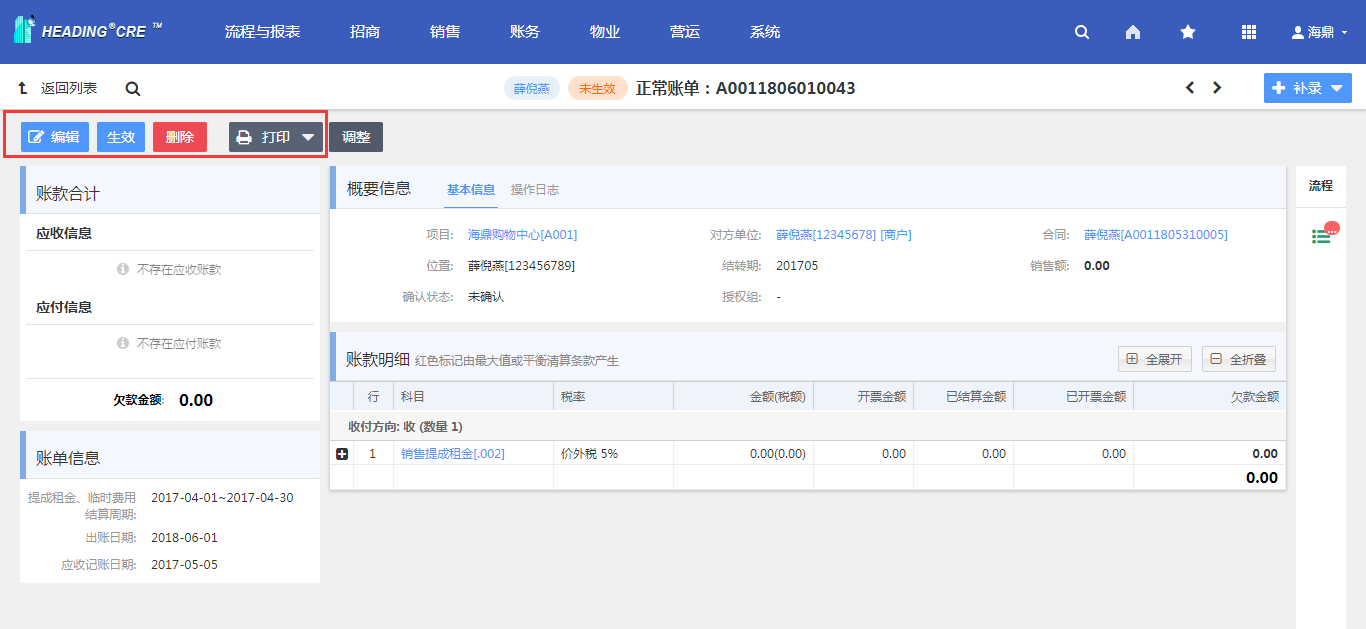 HEADING®CRE ™ 流程与报表 招商 销售 账务 物业 营运 系统 海鼎
返回列表 薛倪燕 未生效 正常账单：A0011806010043 补录
编辑 生效 删除 打印 调整
账款合计
应收信息
不存在应收账款
应付信息
不存在应付账款
欠款金额: 0.00
账单信息
提成租金、临时费用结算周期: 2017-04-01~2017-04-30
出账日期: 2018-06-01
应收记账日期: 2017-05-05
概要信息 基本信息 操作日志
项目: 海鼎购物中心[A001] 对方单位: 薛倪燕[12345678] [商户] 合同: 薛倪燕[A0011805310005]
位置: 薛倪燕[123456789] 结转期: 201705 销售额: 0.00
确认状态: 未确认 授权组: -
账款明细 红色标记由最大值或平衡清算条款产生 全展开 全折叠
行 科目 税率 金额(税额) 开票金额 已结算金额 已开票金额 欠款金额
收付方向: 收 (数量 1)
1 销售提成租金[.002] 价外税 5% 0.00(0.00) 0.00 0.00 0.00 0.00
0.00
流程